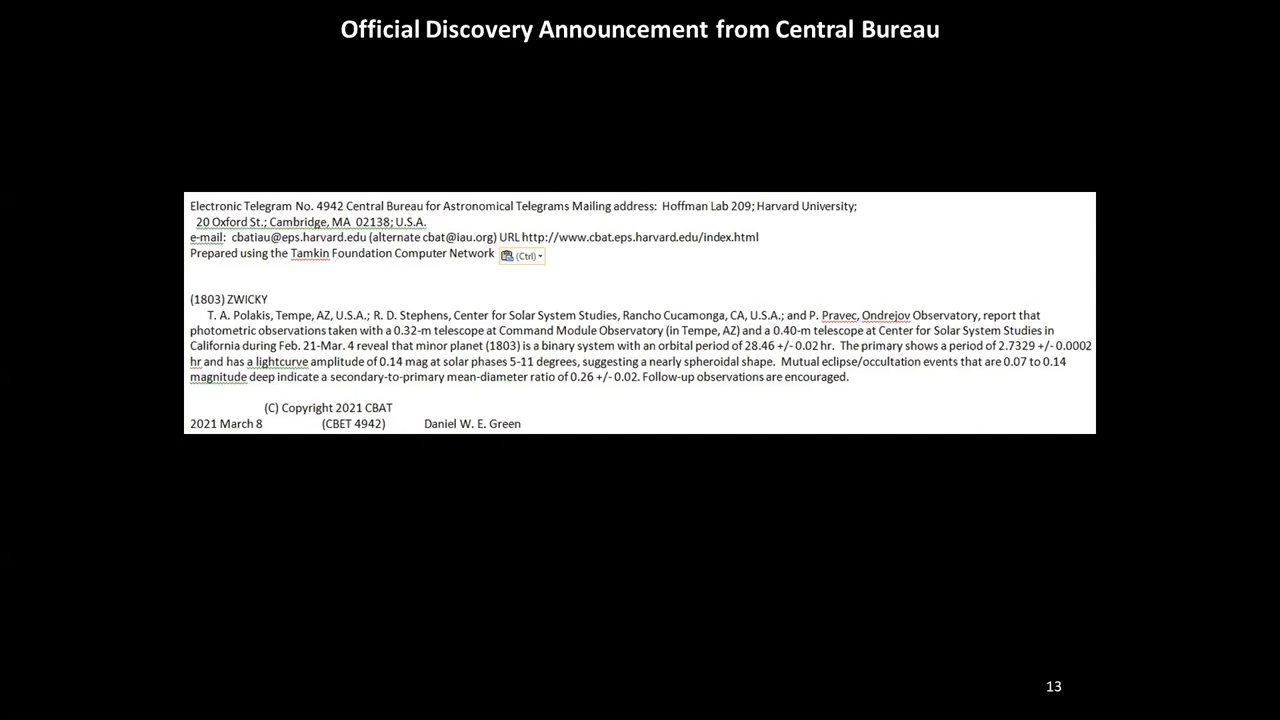 Official Discovery Announcement from Central Bureau
Electronic Telegram No. 4942 Central Bureau for Astronomical Telegrams Mailing address:  Hoffman Lab 209; Harvard University;
20 Oxford St.; Cambridge, MA  02138; U.S.A.
e-mail:  cbatiau@eps.harvard.edu (alternate cbat@iau.org) URL http://www.cbat.eps.harvard.edu/index.html
Prepared using the Tamkin Foundation Computer Network (Ctrl)
(1803) ZWICKY
T. A. Polakis, Tempe, AZ, U.S.A.; R. D. Stephens, Center for Solar System Studies, Rancho Cucamonga, CA, U.S.A.; and P. Pravec, Ondrejov Observatory, report that
photometric observations taken with a 0.32-m telescope at Command Module Observatory (in Tempe, AZ) and a 0.40-m telescope at Center for Solar System Studies in
California during Feb. 21-Mar. 4 reveal that minor planet (1803) is a binary system with an orbital period of 28.46 +/- 0.02 hr.  The primary shows a period of 2.7329 +/- 0.0002
hr and has a lightcurve amplitude of 0.14 mag at solar phases 5-11 degrees, suggesting a nearly spheroidal shape.  Mutual eclipse/occultation events that are 0.07 to 0.14
magnitude deep indicate a secondary-to-primary mean-diameter ratio of 0.26 +/- 0.02. Follow-up observations are encouraged.
(C) Copyright 2021 CBAT
2021 March 8 (CBET 4942) Daniel W. E. Green
13